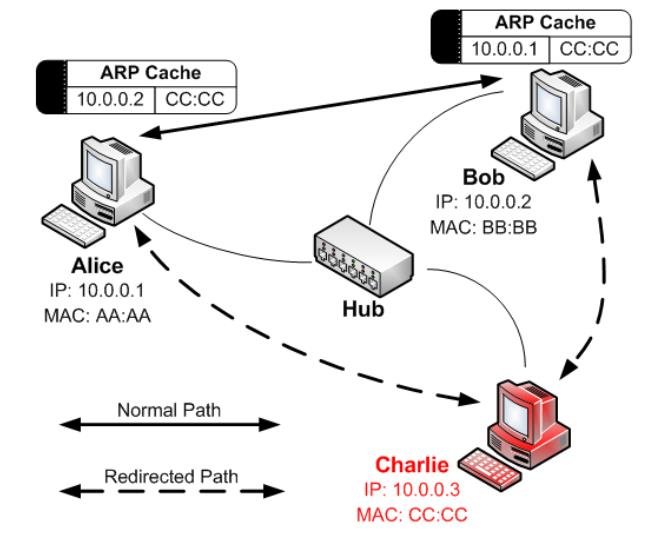 ARP Cache
10.0.0.1 CC:CC
ARP Cache
10.0.0.2 CC:CC
Bob
IP: 10.0.0.2
MAC: BB:BB
Alice
IP: 10.0.0.1
MAC: AA:AA
Hub
Normal Path
Redirected Path
Charlie
IP: 10.0.0.3
MAC: CC:CC